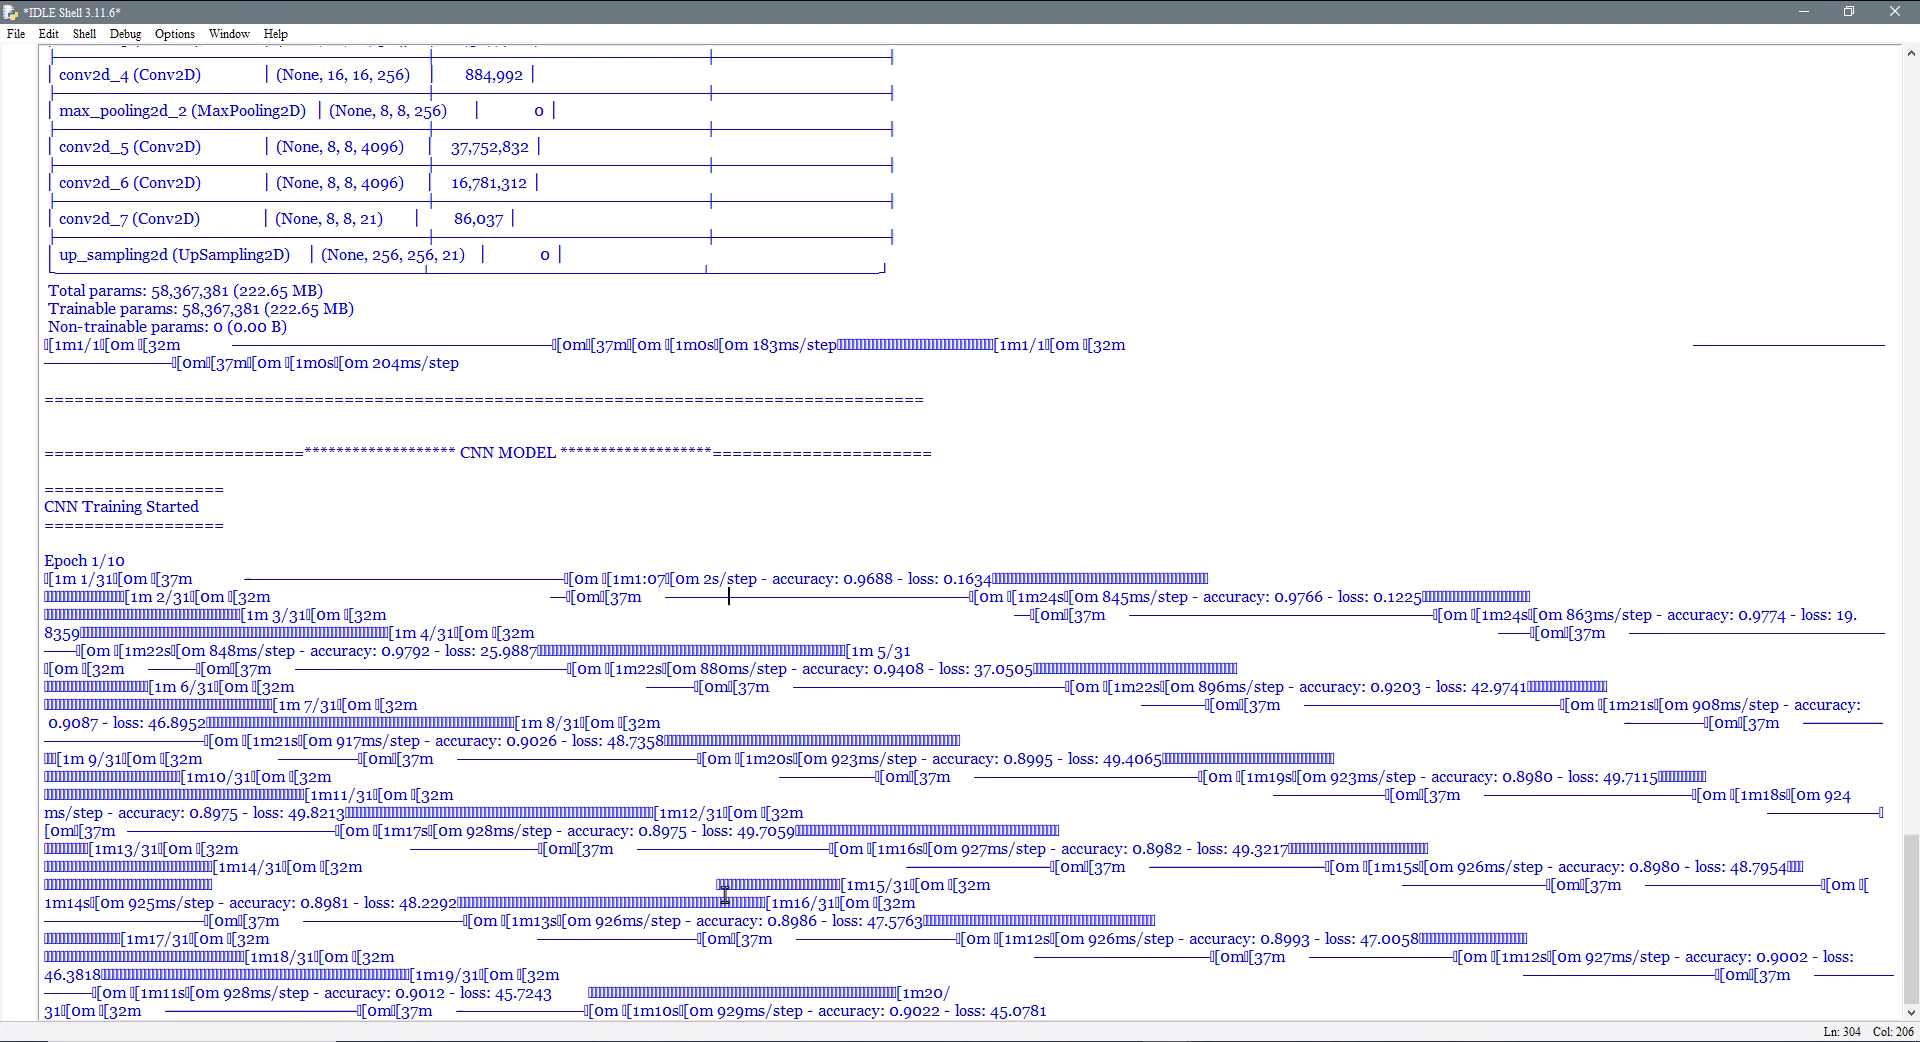 *IDLE Shell 3.11.6*
File Edit Shell Debug Options Window Help
conv2d_4 (Conv2D) │ (None, 16, 16, 256) │ 884,992 │
max_pooling2d_2 (MaxPooling2D) │ (None, 8, 8, 256) │ 0 │
conv2d_5 (Conv2D) │ (None, 8, 8, 4096) │ 37,752,832 │
conv2d_6 (Conv2D) │ (None, 8, 8, 4096) │ 16,781,312 │
conv2d_7 (Conv2D) │ (None, 8, 8, 21) │ 86,037 │
up_sampling2d (UpSampling2D) │ (None, 256, 256, 21) │ 0 │
Total params: 58,367,381 (222.65 MB)
Trainable params: 58,367,381 (222.65 MB)
Non-trainable params: 0 (0.00 B)
[1m1/1[0m [32m [0m[37m[0m [1m0s[0m 183ms/step[1m1/1[0m [32m
[0m[37m[0m [1m0s[0m 204ms/step
========================================================================================
==========================******************* CNN MODEL *******************======================
==================
CNN Training Started
==================
Epoch 1/10
[1m 1/31[0m [37m [0m [1m1:07[0m 2s/step - accuracy: 0.9688 - loss: 0.1634
[1m 2/31[0m [32m [0m[37m [0m [1m24s[0m 845ms/step - accuracy: 0.9766 - loss: 0.1225
[1m 3/31[0m [32m [0m[37m [0m [1m24s[0m 863ms/step - accuracy: 0.9774 - loss: 19.
8359[1m 4/31[0m [32m [0m[37m
[0m [1m22s[0m 848ms/step - accuracy: 0.9792 - loss: 25.9887[1m 5/31
[0m [32m [0m[37m [0m [1m22s[0m 880ms/step - accuracy: 0.9408 - loss: 37.0505
[1m 6/31[0m [32m [0m[37m [0m [1m22s[0m 896ms/step - accuracy: 0.9203 - loss: 42.9741
[1m 7/31[0m [32m [0m[37m [0m [1m21s[0m 908ms/step - accuracy:
0.9087 - loss: 46.8952[1m 8/31[0m [32m [0m[37m
[0m [1m21s[0m 917ms/step - accuracy: 0.9026 - loss: 48.7358
[1m 9/31[0m [32m [0m[37m [0m [1m20s[0m 923ms/step - accuracy: 0.8995 - loss: 49.4065
[1m10/31[0m [32m [0m[37m [0m [1m19s[0m 923ms/step - accuracy: 0.8980 - loss: 49.7115
[1m11/31[0m [32m [0m[37m [0m [1m18s[0m 924
ms/step - accuracy: 0.8975 - loss: 49.8213[1m12/31[0m [32m
[0m[37m [0m [1m17s[0m 928ms/step - accuracy: 0.8975 - loss: 49.7059
[1m13/31[0m [32m [0m[37m [0m [1m16s[0m 927ms/step - accuracy: 0.8982 - loss: 49.3217
[1m14/31[0m [32m [0m[37m [0m [1m15s[0m 926ms/step - accuracy: 0.8980 - loss: 48.7954
[1m15/31[0m [32m [0m[37m [0m [
1m14s[0m 925ms/step - accuracy: 0.8981 - loss: 48.2292[1m16/31[0m [32m
[0m[37m [0m [1m13s[0m 926ms/step - accuracy: 0.8986 - loss: 47.5763
[1m17/31[0m [32m [0m[37m [0m [1m12s[0m 926ms/step - accuracy: 0.8993 - loss: 47.0058
[1m18/31[0m [32m [0m[37m [0m [1m12s[0m 927ms/step - accuracy: 0.9002 - loss:
46.3818[1m19/31[0m [32m [0m[37m
[0m [1m11s[0m 928ms/step - accuracy: 0.9012 - loss: 45.7243 [1m20/
31[0m [32m [0m[37m [0m [1m10s[0m 929ms/step - accuracy: 0.9022 - loss: 45.0781
Ln: 304 Col: 206